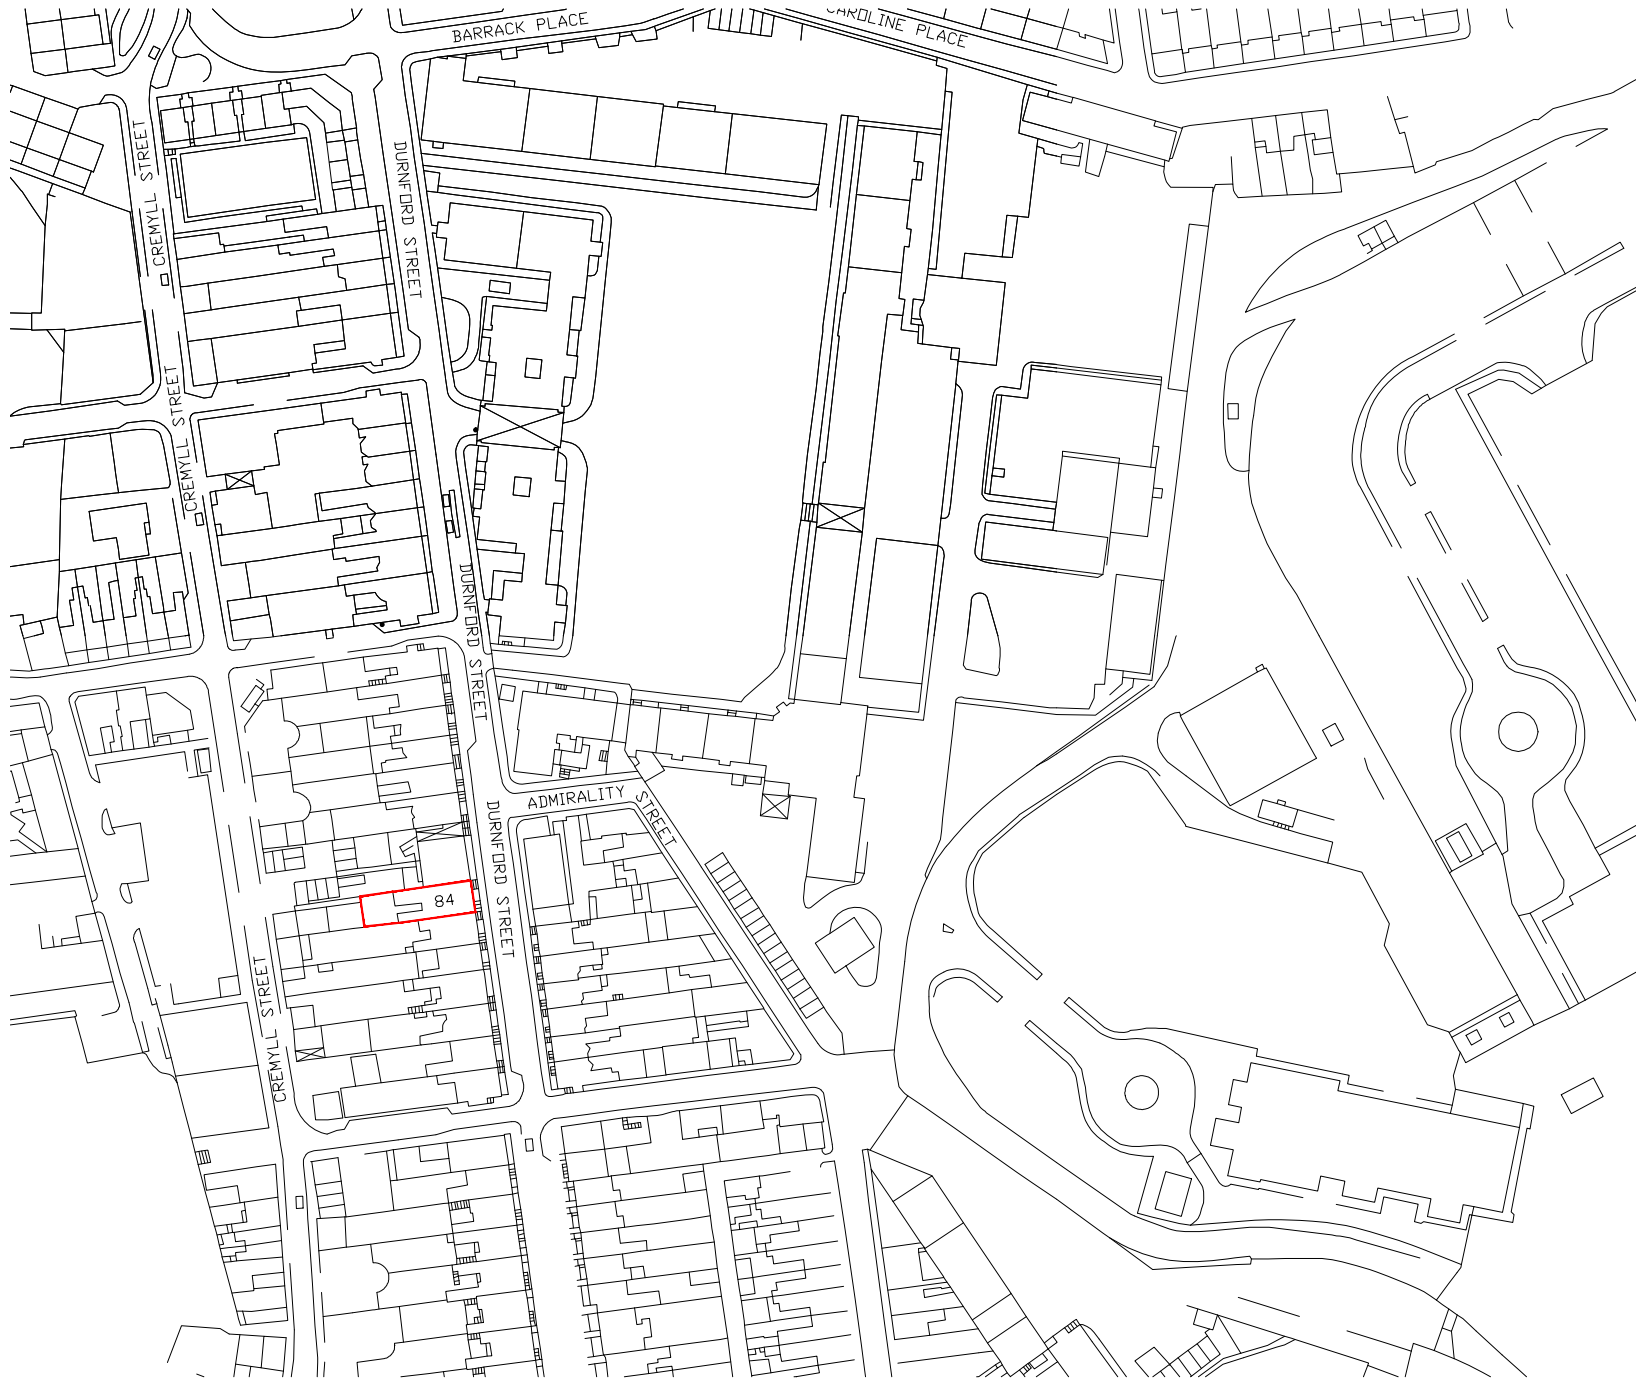 BARRACK PLACE
CAROLINE PLACE
CREMYLL STREET
DURNFORD STREET
CREMYLL STREET
DURNFORD STREET
ADMIRALITY STREET
DURNFORD STREET
84
CREMYLL STREET